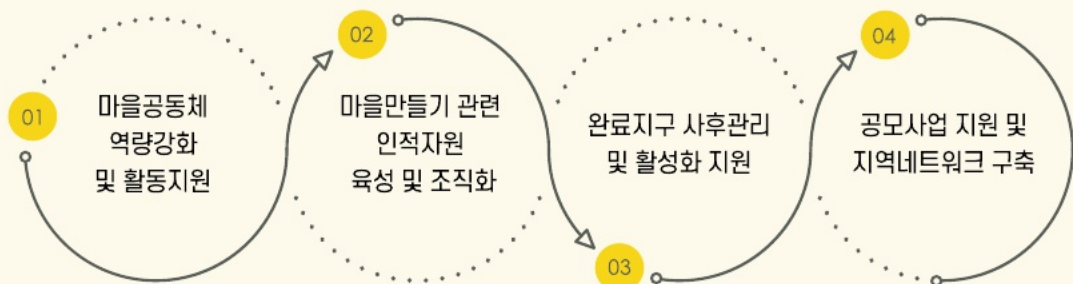 01
마을공동체
역량강화
및 활동지원
02
마을만들기 관련
인적자원
육성 및 조직화
03
완료지구 사후관리
및 활성화 지원
04
공모사업 지원 및
지역네트워크 구축